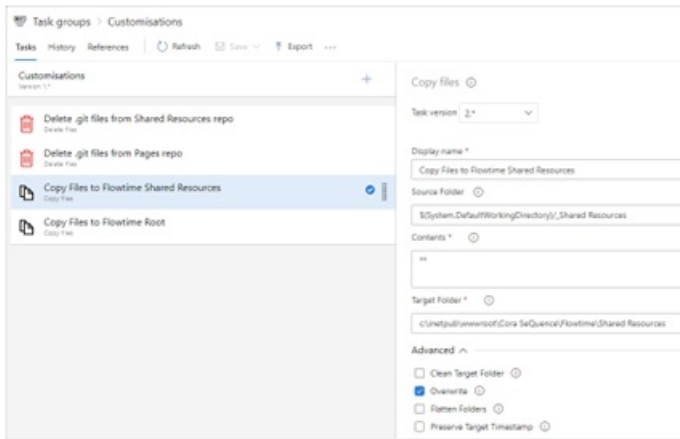 Task groups > Customisations
Tasks History References Refresh Save Export ...
Customisations
Version 1.*
Delete .git files from Shared Resources repo
Delete Files
Delete .git files from Pages repo
Delete Files
Copy Files to Flowtime Shared Resources
Copy Files
Copy Files to Flowtime Root
Copy Files
Copy files
Task version 2.*
Display name *
Copy Files to Flowtime Shared Resources
Source Folder
$(System.DefaultWorkingDirectory)/_Shared Resources
Contents *
**
Target Folder *
c:\inetpub\wwwroot\Cora SeQuence\Flowtime\Shared Resources
Advanced
Clean Target Folder
Overwrite
Flatten Folders
Preserve Target Timestamp